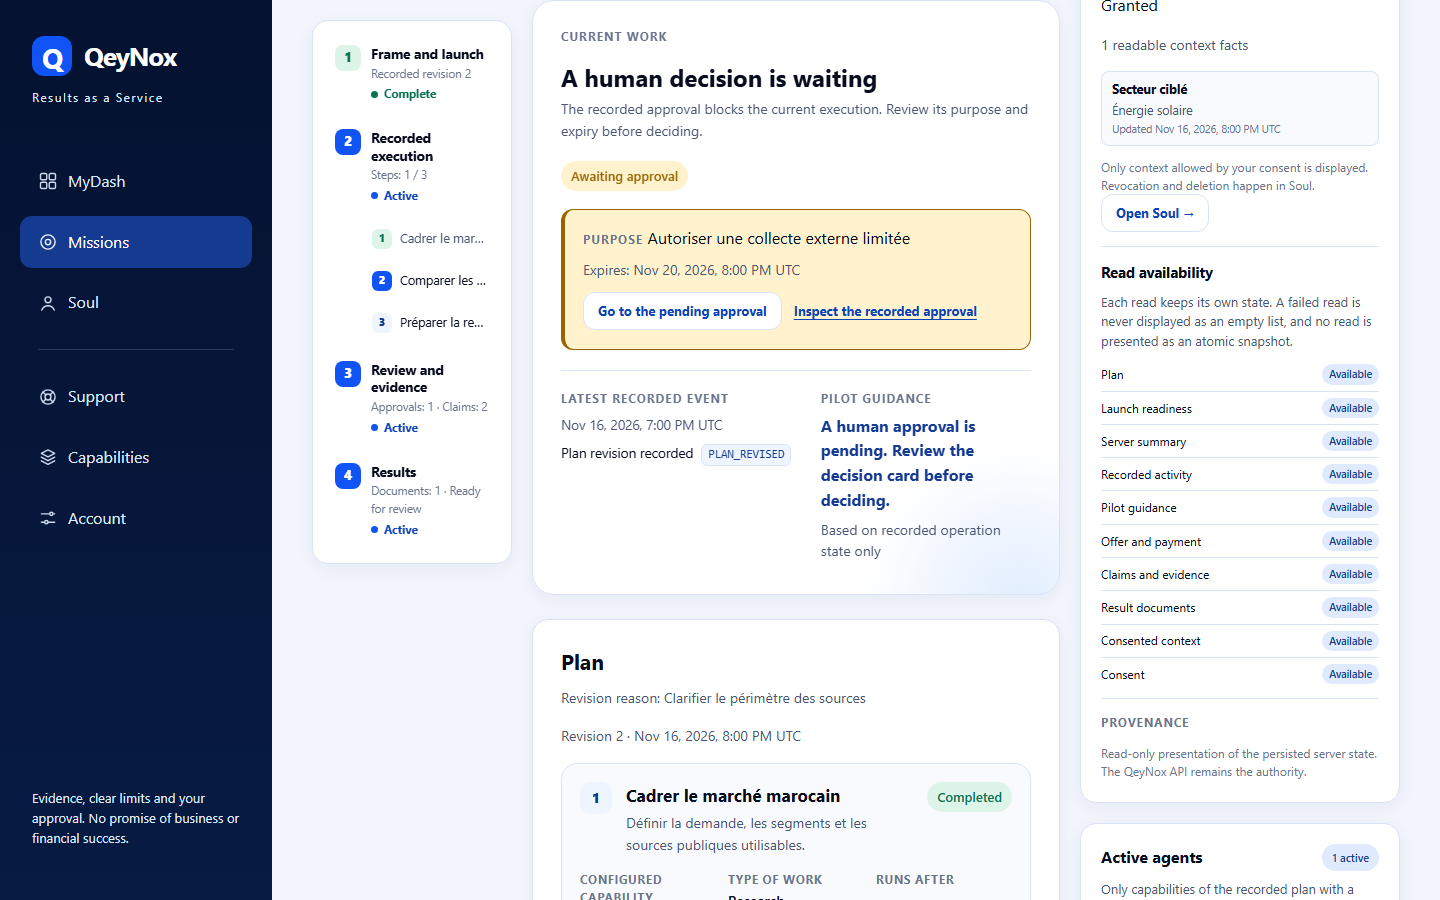 Q QeyNox
Results as a Service
MyDash
Missions
Soul
Support
Capabilities
Account
Evidence, clear limits and your
approval. No promise of business or
financial success.
1 Frame and launch
Recorded revision 2
Complete
2 Recorded
execution
Steps: 1 / 3
Active
1 Cadrer le mar...
2 Comparer les ...
3 Préparer la re...
3 Review and
evidence
Approvals: 1 · Claims: 2
Active
4 Results
Documents: 1 · Ready
for review
Active
CURRENT WORK
A human decision is waiting
The recorded approval blocks the current execution. Review its purpose and
expiry before deciding.
Awaiting approval
PURPOSE Autoriser une collecte externe limitée
Expires: Nov 20, 2026, 8:00 PM UTC
Go to the pending approval Inspect the recorded approval
LATEST RECORDED EVENT
Nov 16, 2026, 7:00 PM UTC
Plan revision recorded PLAN_REVISED
PILOT GUIDANCE
A human approval is
pending. Review the
decision card before
deciding.
Based on recorded operation
state only
Plan
Revision reason: Clarifier le périmètre des sources
Revision 2 · Nov 16, 2026, 8:00 PM UTC
1 Cadrer le marché marocain Completed
Définir la demande, les segments et les
sources publiques utilisables.
CONFIGURED
CAPABILITY
TYPE OF WORK
Research
RUNS AFTER
Granted
1 readable context facts
Secteur ciblé
Énergie solaire
Updated Nov 16, 2026, 8:00 PM UTC
Only context allowed by your consent is displayed.
Revocation and deletion happen in Soul.
Open Soul →
Read availability
Each read keeps its own state. A failed read is
never displayed as an empty list, and no read is
presented as an atomic snapshot.
Plan Available
Launch readiness Available
Server summary Available
Recorded activity Available
Pilot guidance Available
Offer and payment Available
Claims and evidence Available
Result documents Available
Consented context Available
Consent Available
PROVENANCE
Read-only presentation of the persisted server state.
The QeyNox API remains the authority.
Active agents 1 active
Only capabilities of the recorded plan with a